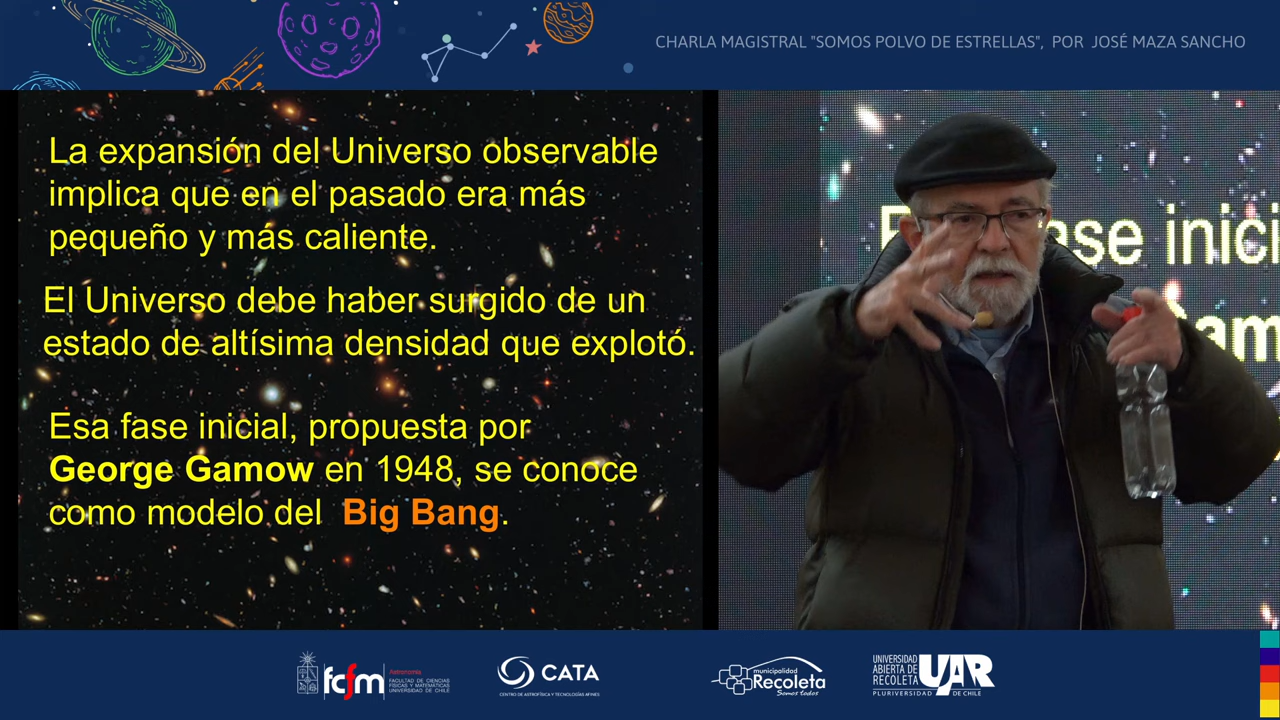 CHARLA MAGISTRAL "SOMOS POLVO DE ESTRELLAS", POR JOSÉ MAZA SANCHO
La expansión del Universo observable
implica que en el pasado era más
pequeño y más caliente.
El Universo debe haber surgido de un
estado de altísima densidad que explotó.
Esa fase inicial, propuesta por
George Gamow en 1948, se conoce
como modelo del Big Bang.
ase inici
Gam
fcfm
Astronomía
FACULTAD DE CIENCIAS
FÍSICAS Y MATEMÁTICAS
UNIVERSIDAD DE CHILE
CATA
CENTRO DE ASTROFÍSICA Y TECNOLOGÍAS AFINES
municipalidad
Recoleta
Somos todos
UNIVERSIDAD
ABIERTA DE
RECOLETA
UAR
PLURIVERSIDAD DE CHILE